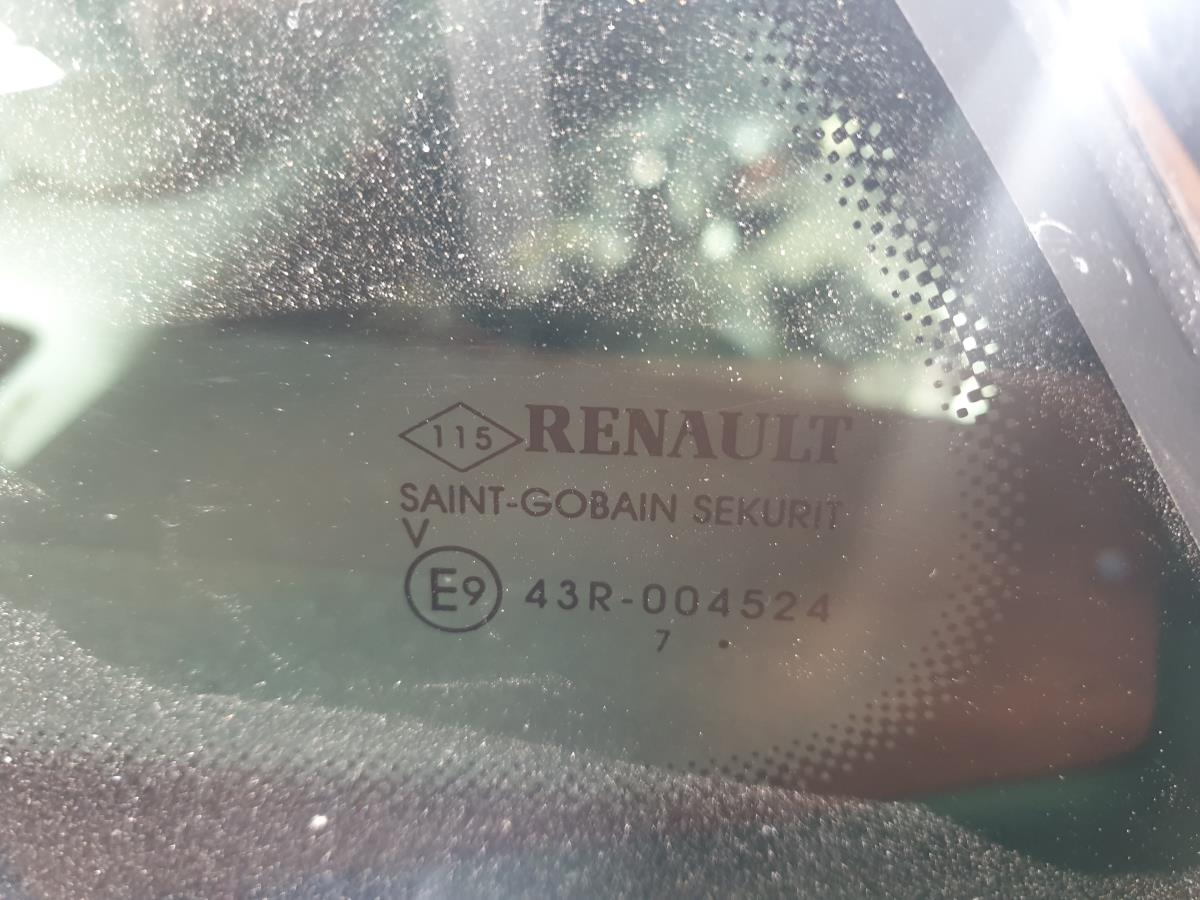 115 RENAULT
SAINT-GOBAIN SEKURIT
V
E9 43R-004524
7 •